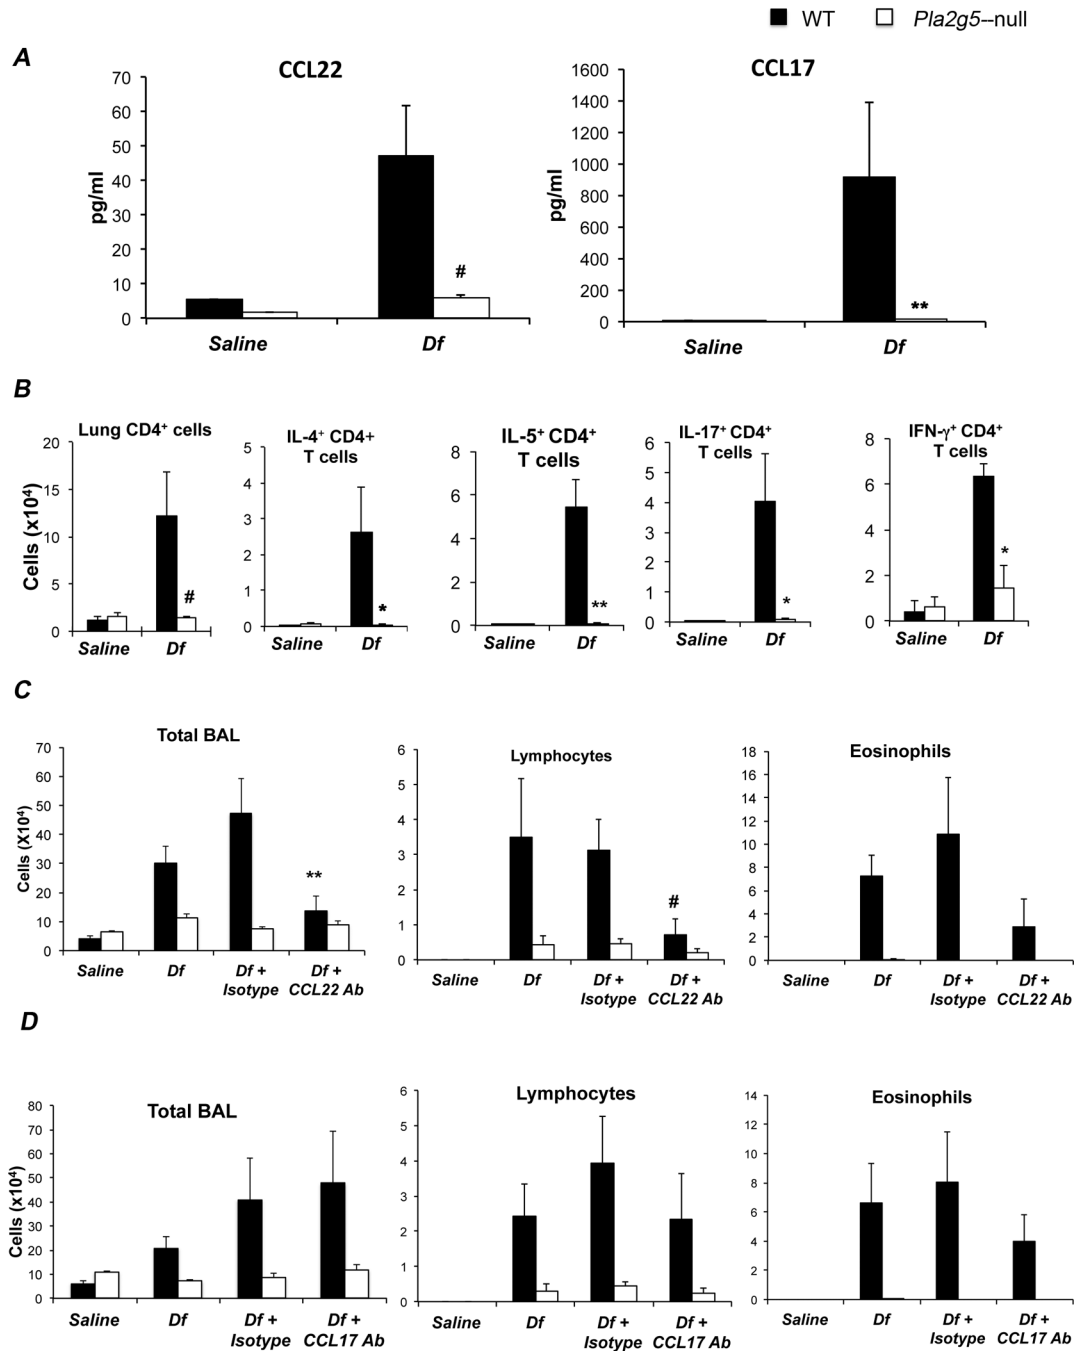 WT Pla2g5--null
A
CCL22
70
60
50
40
30
20
10
0
pg/ml
Saline Df
#
CCL17
1600
1400
1200
1000
800
600
400
200
0
pg/ml
Saline Df
**
B
Lung CD4⁺ cells
20
15
10
5
0
Cells (x10⁴)
Saline Df
#
IL-4⁺ CD4+
T cells
5
4
3
2
1
0
Saline Df
*
IL-5⁺ CD4⁺
T cells
8
6
4
2
0
Saline Df
**
IL-17⁺ CD4⁺
T cells
6
5
4
3
2
1
0
Saline Df
*
IFN-γ⁺ CD4⁺
T cells
8
6
4
2
0
Saline Df
*
C
Total BAL
70
60
50
40
30
20
10
0
Cells (X10⁴)
**
Saline Df Df + Df +
Isotype CCL22 Ab
Lymphocytes
6
5
4
3
2
1
0
#
Saline Df Df + Df +
Isotype CCL22 Ab
Eosinophils
18
16
14
12
10
8
6
4
2
0
Saline Df Df + Df +
Isotype CCL22 Ab
D
Total BAL
80
70
60
50
40
30
20
10
0
Cells (x10⁴)
Saline Df Df + Df +
Isotype CCL17 Ab
Lymphocytes
6
5
4
3
2
1
0
Saline Df Df + Df +
Isotype CCL17 Ab
Eosinophils
14
12
10
8
6
4
2
0
Saline Df Df + Df +
Isotype CCL17 Ab